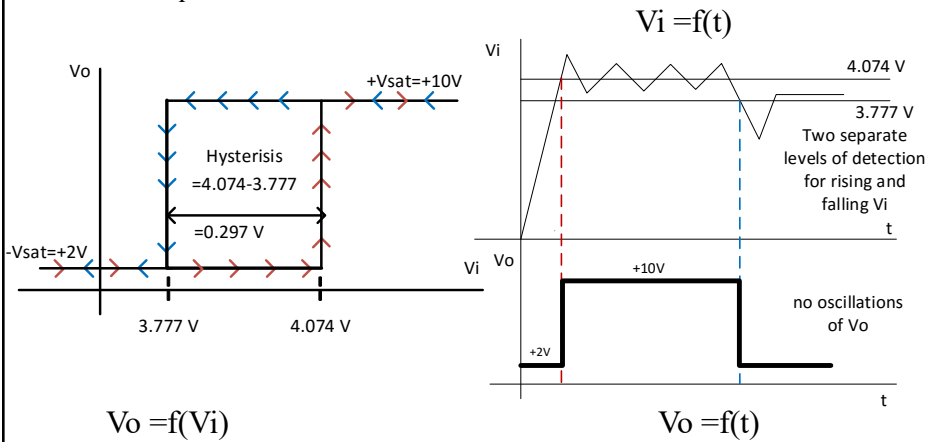 Vo
+Vsat=+10V
Hysterisis
=4.074-3.777
=0.297 V
-Vsat=+2V
Vi
3.777 V
4.074 V
Vo =f(Vi)
Vi =f(t)
Vi
4.074 V
3.777 V
Two separate
levels of detection
for rising and
falling Vi
t
Vo
+10V
no oscillations
of Vo
+2V
t
Vo =f(t)